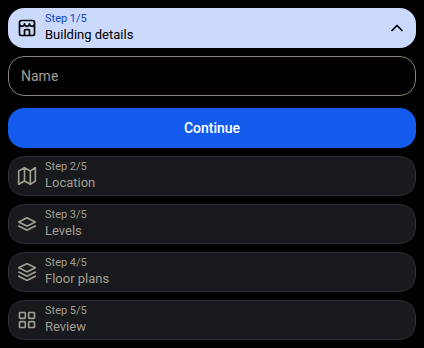 Step 1/5
Building details
Name
Continue
Step 2/5
Location
Step 3/5
Levels
Step 4/5
Floor plans
Step 5/5
Review